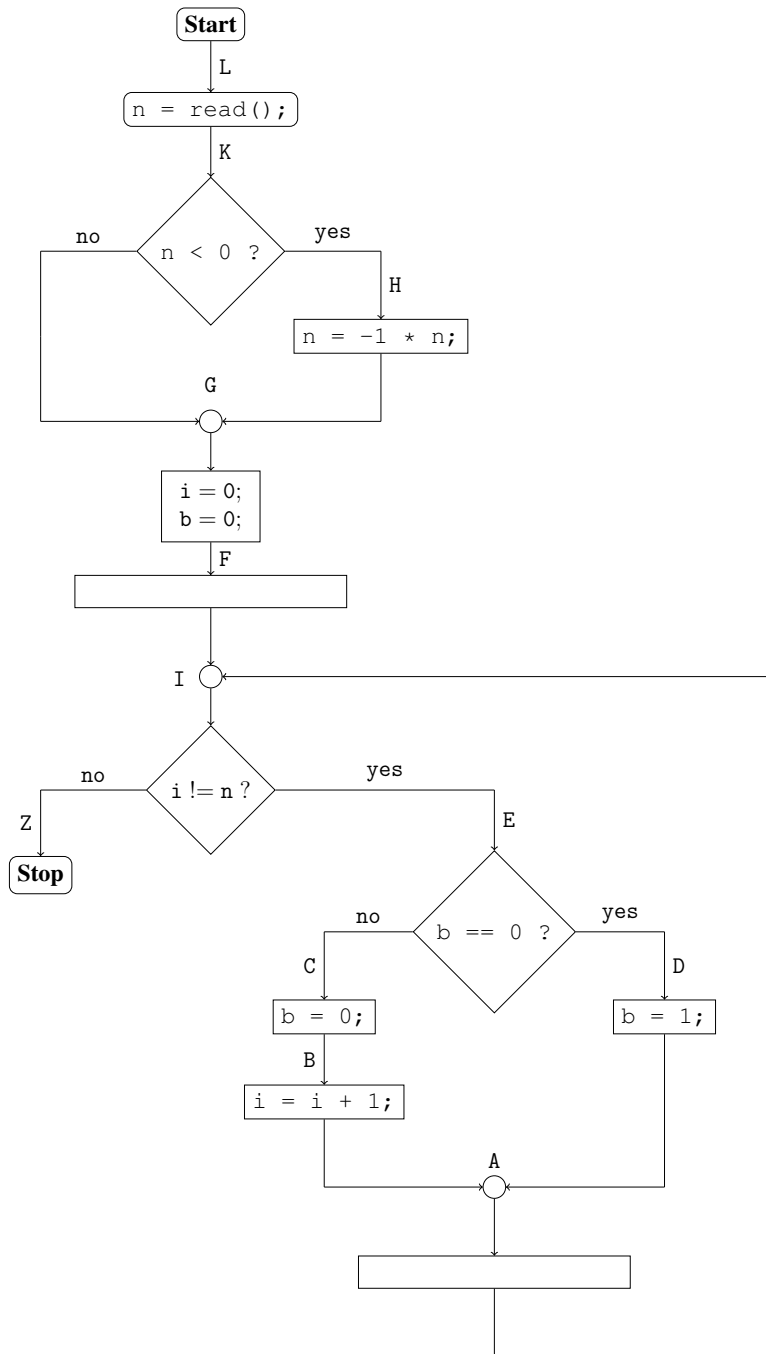 Start
L
n = read();
K
no
n < 0 ?
yes
H
n = -1 * n;
G
i = 0;
b = 0;
F
I
no
i != n ?
yes
Z
E
Stop
no
b == 0 ?
yes
C
D
b = 0;
b = 1;
B
i = i + 1;
A